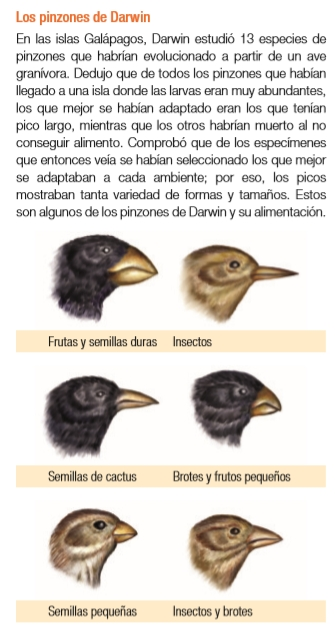 Los pinzones de Darwin
En las islas Galápagos, Darwin estudió 13 especies de
pinzones que habrían evolucionado a partir de un ave
granívora. Dedujo que de todos los pinzones que habían
llegado a una isla donde las larvas eran muy abundantes,
los que mejor se habían adaptado eran los que tenían
pico largo, mientras que los otros habrían muerto al no
conseguir alimento. Comprobó que de los especímenes
que entonces veía se habían seleccionado los que mejor
se adaptaban a cada ambiente; por eso, los picos
mostraban tanta variedad de formas y tamaños. Estos
son algunos de los pinzones de Darwin y su alimentación.
Frutas y semillas duras Insectos
Semillas de cactus Brotes y frutos pequeños
Semillas pequeñas Insectos y brotes